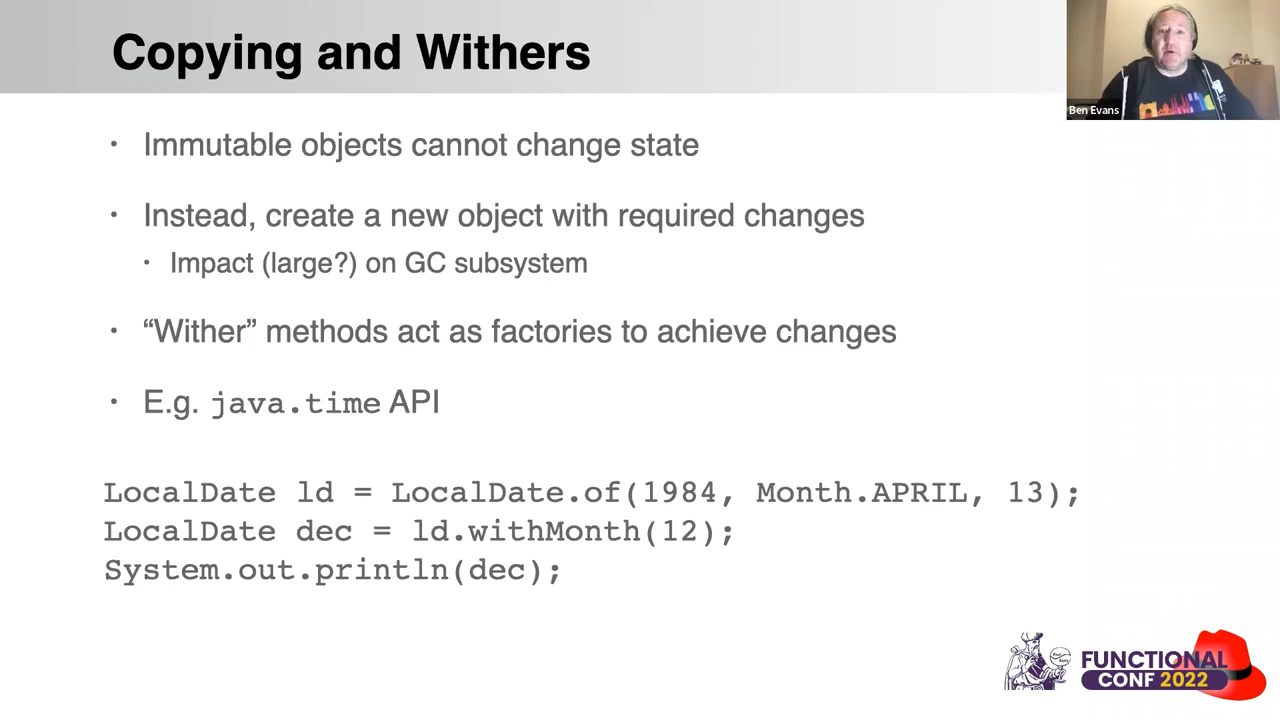 Copying and Withers
Ben Evans
• Immutable objects cannot change state
• Instead, create a new object with required changes
• Impact (large?) on GC subsystem
• “Wither” methods act as factories to achieve changes
• E.g. java.time API
LocalDate ld = LocalDate.of(1984, Month.APRIL, 13);
LocalDate dec = ld.withMonth(12);
System.out.println(dec);
FUNCTIONAL
CONF 2022